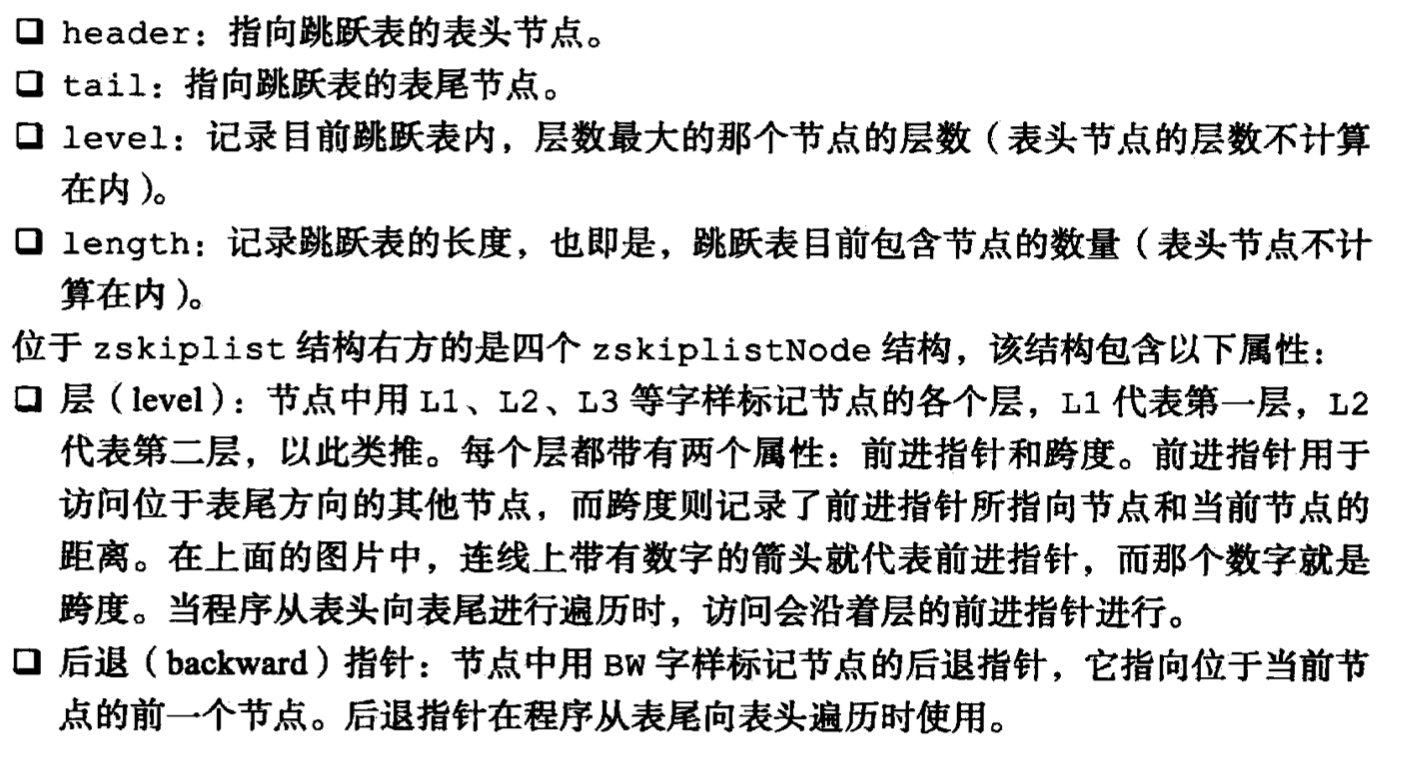 ❑ header：指向跳跃表的表头节点。
❑ tail：指向跳跃表的表尾节点。
❑ level：记录目前跳跃表内，层数最大的那个节点的层数（表头节点的层数不计算
在内）。
❑ length：记录跳跃表的长度，也即是，跳跃表目前包含节点的数量（表头节点不计
算在内）。
位于 zskiplist 结构右方的是四个 zskiplistNode 结构，该结构包含以下属性：
❑ 层（level）：节点中用 L1、L2、L3 等字样标记节点的各个层，L1 代表第一层，L2
代表第二层，以此类推。每个层都带有两个属性：前进指针和跨度。前进指针用于
访问位于表尾方向的其他节点，而跨度则记录了前进指针所指向节点和当前节点的
距离。在上面的图片中，连线上带有数字的箭头就代表前进指针，而那个数字就是
跨度。当程序从表头向表尾进行遍历时，访问会沿着层的前进指针进行。
❑ 后退（backward）指针：节点中用 BW 字样标记节点的后退指针，它指向位于当前节
点的前一个节点。后退指针在程序从表尾向表头遍历时使用。